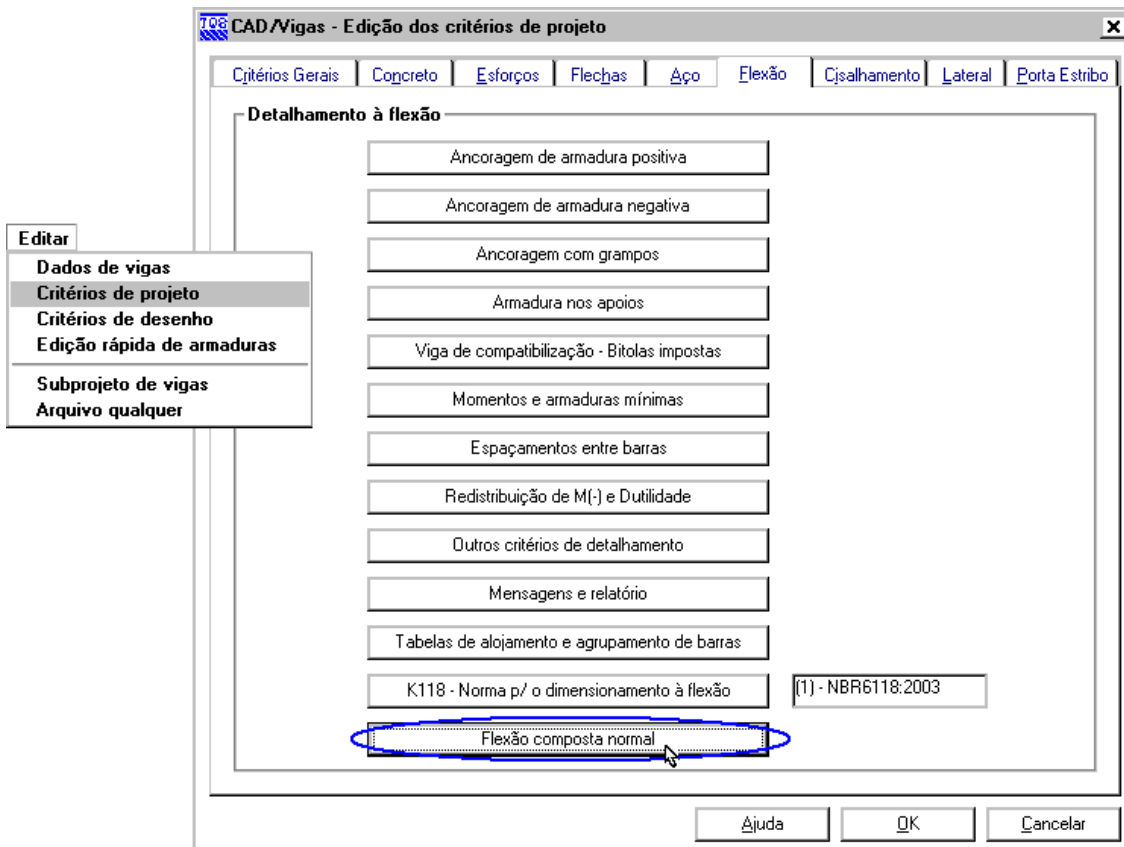 TQS CAD/Vigas - Edição dos critérios de projeto
Critérios Gerais Concreto Esforços Flechas Aço Flexão Cisalhamento Lateral Porta Estribo
Detalhamento à flexão
Ancoragem de armadura positiva
Ancoragem de armadura negativa
Ancoragem com grampos
Armadura nos apoios
Viga de compatibilização - Bitolas impostas
Momentos e armaduras mínimas
Espaçamentos entre barras
Redistribuição de M(-) e Dutilidade
Outros critérios de detalhamento
Mensagens e relatório
Tabelas de alojamento e agrupamento de barras
K118 - Norma p/ o dimensionamento à flexão (1) - NBR6118:2003
Flexão composta normal
Editar
Dados de vigas
Critérios de projeto
Critérios de desenho
Edição rápida de armaduras
Subprojeto de vigas
Arquivo qualquer
Ajuda OK Cancelar